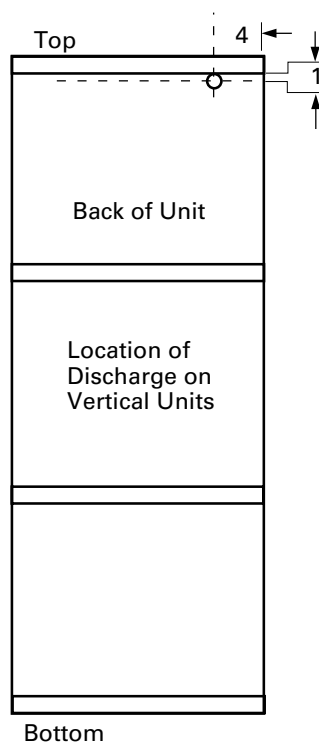 4
Top
1
Back of Unit
Location of
Discharge on
Vertical Units
Bottom